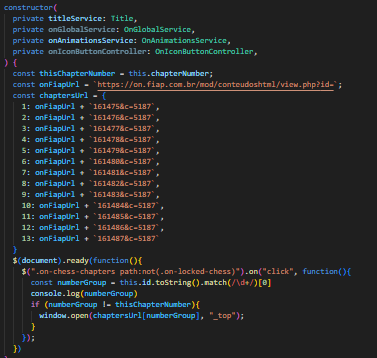 constructor(
  private titleService: Title,
  private onGlobalService: OnGlobalService,
  private onAnimationsService: OnAnimationsService,
  private onIconButtonController: OnIconButtonController,
) {
  const thisChapterNumber = this.chapterNumber;
  const onFiapUrl = `https://on.fiap.com.br/mod/conteudoshtml/view.php?id=`;
  const chaptersUrl = {
    1: onFiapUrl + `161475&c=5187`,
    2: onFiapUrl + `161476&c=5187`,
    3: onFiapUrl + `161477&c=5187`,
    4: onFiapUrl + `161478&c=5187`,
    5: onFiapUrl + `161479&c=5187`,
    6: onFiapUrl + `161480&c=5187`,
    7: onFiapUrl + `161481&c=5187`,
    8: onFiapUrl + `161482&c=5187`,
    9: onFiapUrl + `161483&c=5187`,
    10: onFiapUrl + `161484&c=5187`,
    11: onFiapUrl + `161485&c=5187`,
    12: onFiapUrl + `161486&c=5187`,
    13: onFiapUrl + `161487&c=5187`
  }
  $(document).ready(function(){
    $(".on-chess-chapters path:not(.on-locked-chess)").on("click", function(){
      const numberGroup = this.id.toString().match(/\d+/)[0]
      console.log(numberGroup)
      if (numberGroup != thisChapterNumber){
        window.open(chaptersUrl[numberGroup], "_top");
      }
    });
  })